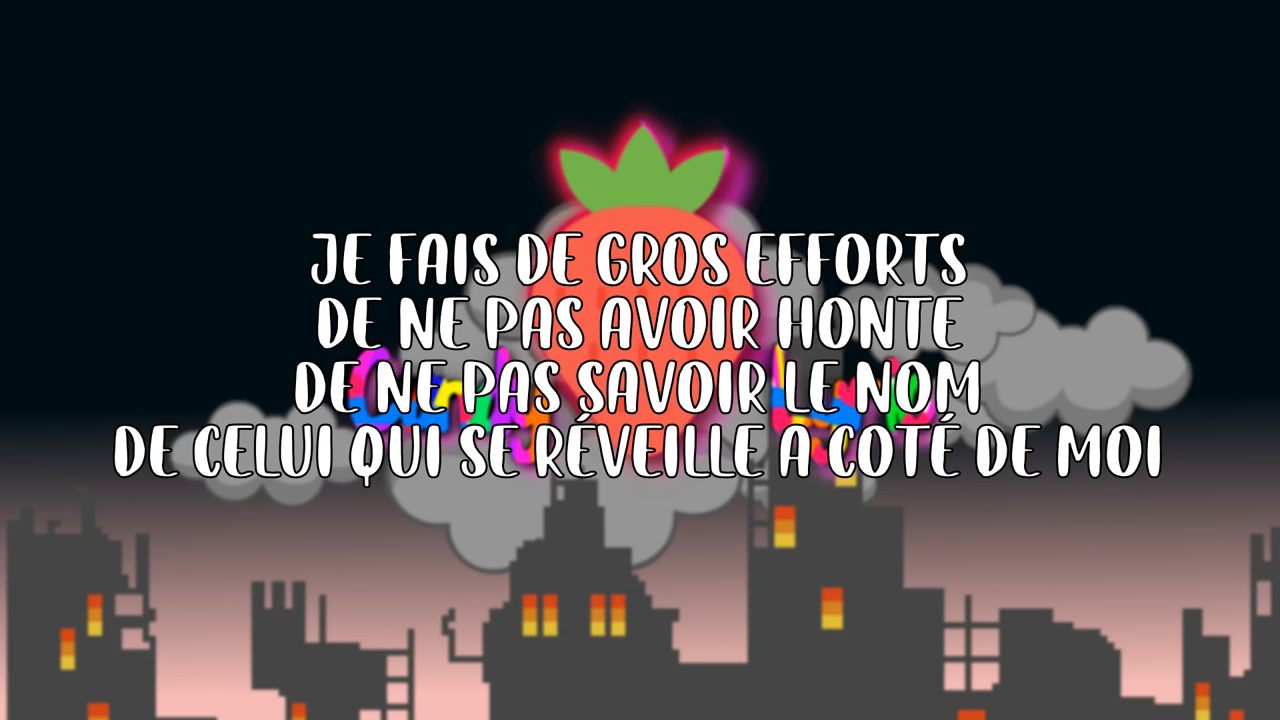 JE FAIS DE GROS EFFORTS
DE NE PAS AVOIR HONTE
DE NE PAS SAVOIR LE NOM
DE CELUI QUI SE RÉVEILLE A COTÉ DE MOI